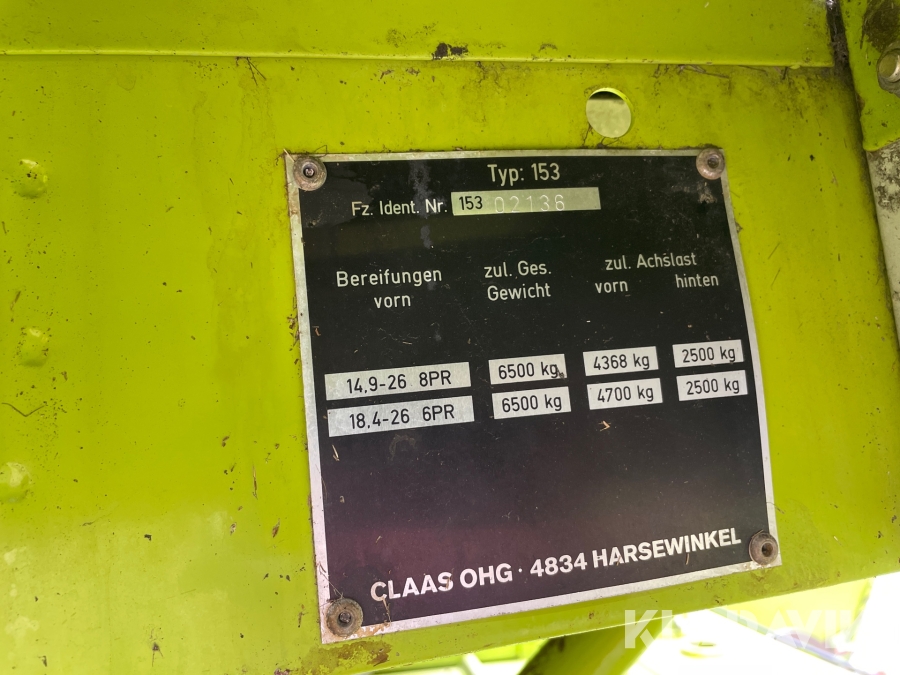 Typ: 153
Fz. Ident. Nr. 153 02136
Bereifungen vorn
zul. Ges. Gewicht
zul. Achslast
vorn hinten
14,9-26 8PR 6500 kg 4368 kg 2500 kg
18,4-26 6PR 6500 kg 4700 kg 2500 kg
CLAAS OHG · 4834 HARSEWINKEL